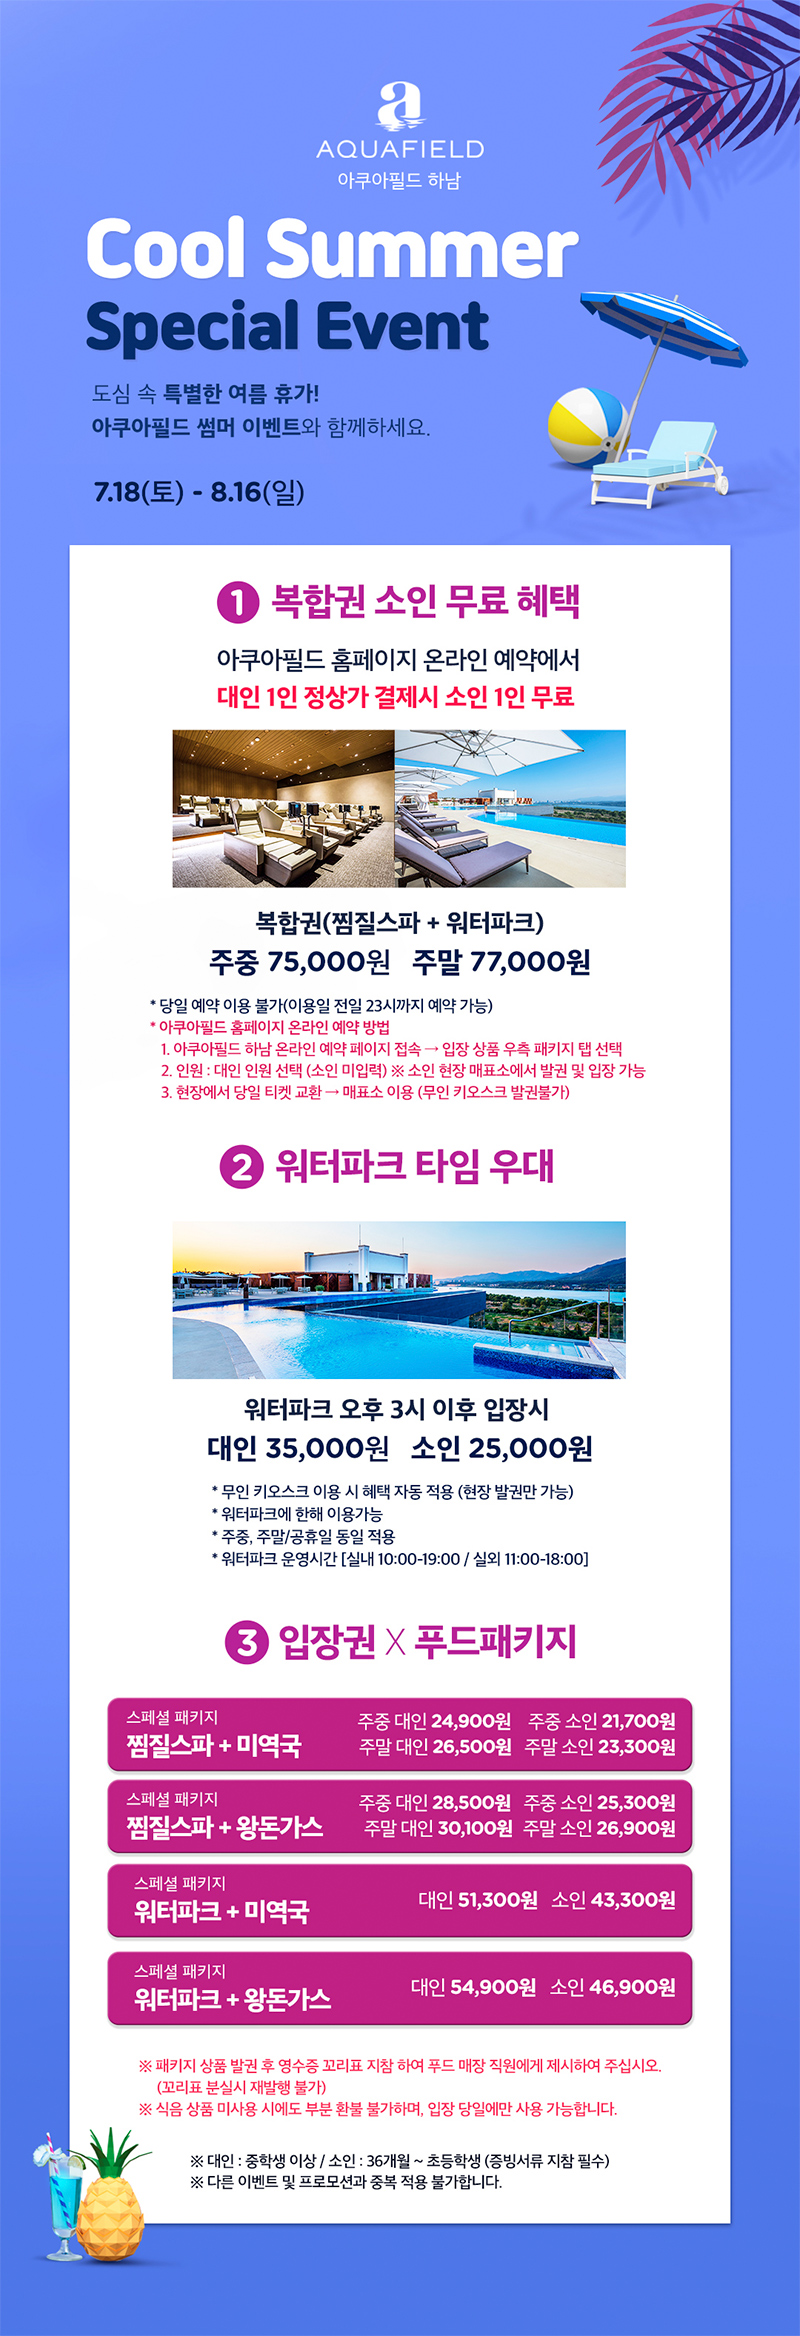 a
AQUAFIELD
아쿠아필드 하남
Cool Summer
Special Event
도심 속 특별한 여름 휴가!
아쿠아필드 썸머 이벤트와 함께하세요.
7.18(토) - 8.16(일)
1 복합권 소인 무료 혜택
아쿠아필드 홈페이지 온라인 예약에서
대인 1인 정상가 결제시 소인 1인 무료
복합권(찜질스파 + 워터파크)
주중 75,000원 주말 77,000원
* 당일 예약 이용 불가(이용일 전일 23시까지 예약 가능)
* 아쿠아필드 홈페이지 온라인 예약 방법
1. 아쿠아필드 하남 온라인 예약 페이지 접속 → 입장 상품 우측 패키지 탭 선택
2. 인원 : 대인 인원 선택 (소인 미입력) ※ 소인 현장 매표소에서 발권 및 입장 가능
3. 현장에서 당일 티켓 교환 → 매표소 이용 (무인 키오스크 발권불가)
2 워터파크 타임 우대
워터파크 오후 3시 이후 입장시
대인 35,000원 소인 25,000원
* 무인 키오스크 이용 시 혜택 자동 적용 (현장 발권만 가능)
* 워터파크에 한해 이용가능
* 주중, 주말/공휴일 동일 적용
* 워터파크 운영시간 [실내 10:00-19:00 / 실외 11:00-18:00]
3 입장권 X 푸드패키지
스페셜 패키지
찜질스파 + 미역국
주중 대인 24,900원 주중 소인 21,700원
주말 대인 26,500원 주말 소인 23,300원
스페셜 패키지
찜질스파 + 왕돈가스
주중 대인 28,500원 주중 소인 25,300원
주말 대인 30,100원 주말 소인 26,900원
스페셜 패키지
워터파크 + 미역국
대인 51,300원 소인 43,300원
스페셜 패키지
워터파크 + 왕돈가스
대인 54,900원 소인 46,900원
※ 패키지 상품 발권 후 영수증 꼬리표 지참 하여 푸드 매장 직원에게 제시하여 주십시오.
(꼬리표 분실시 재발행 불가)
※ 식음 상품 미사용 시에도 부분 환불 불가하며, 입장 당일에만 사용 가능합니다.
※ 대인 : 중학생 이상 / 소인 : 36개월 ~ 초등학생 (증빙서류 지참 필수)
※ 다른 이벤트 및 프로모션과 중복 적용 불가합니다.